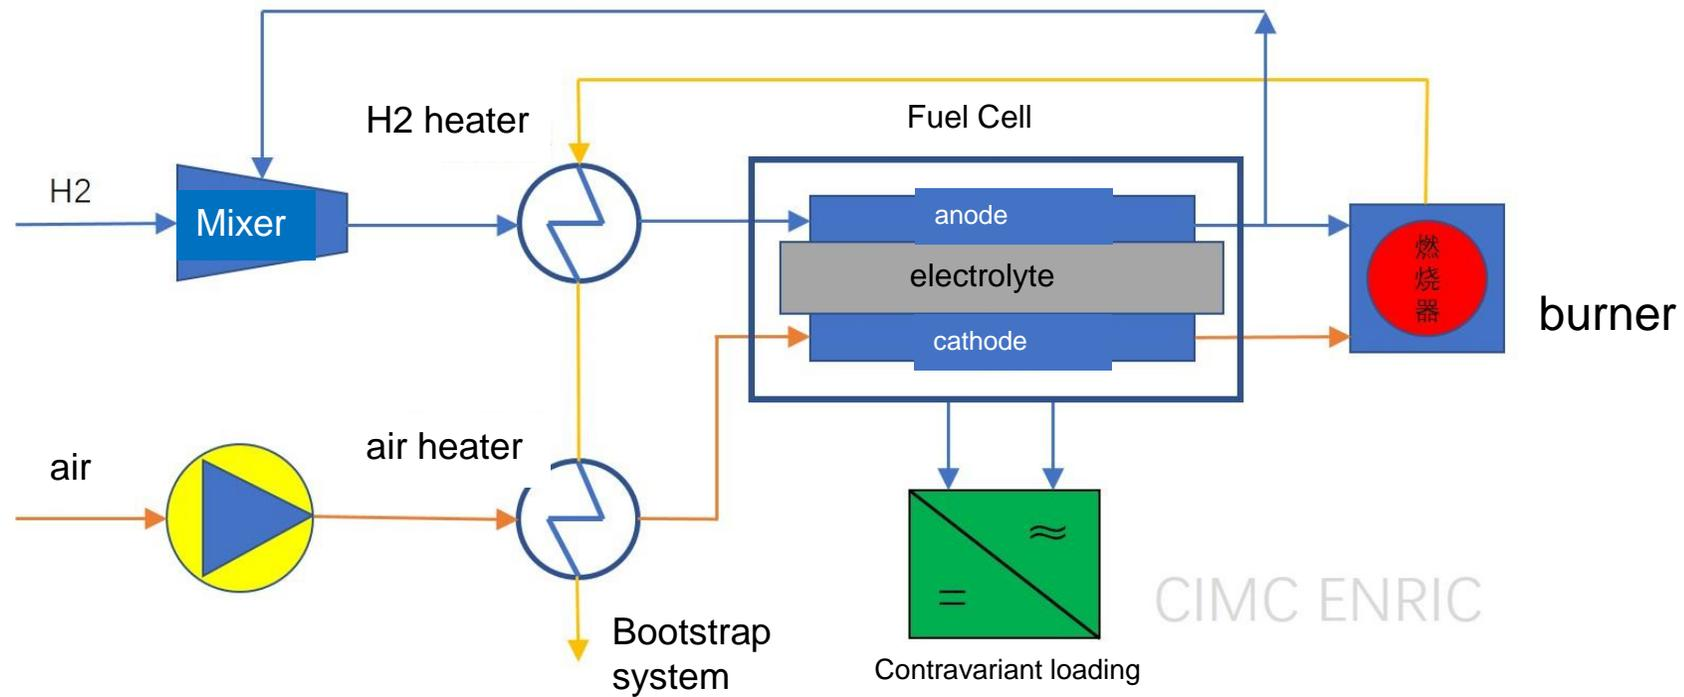 H2 heater
Fuel Cell
H2
Mixer
anode
燃
烧
器
electrolyte
burner
cathode
air heater
air
≈
=
CIMC ENRIC
Bootstrap
system
Contravariant loading